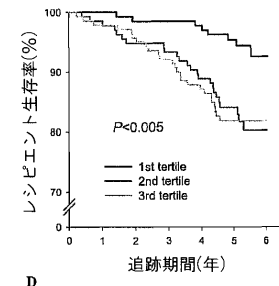 レシピエント生存率(%)
100
90
80
70
0
P<0.005
1st tertile
2nd tertile
3rd tertile
0 1 2 3 4 5 6
追跡期間(年)
D